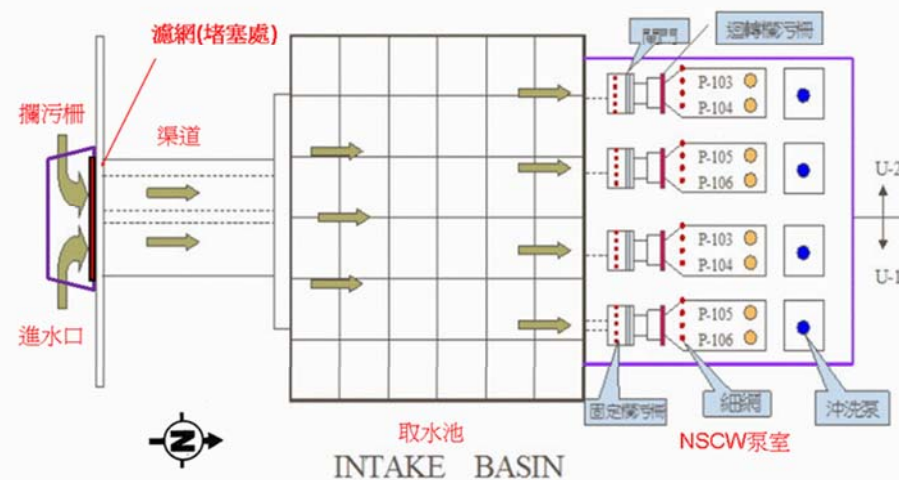 濾網(堵塞處)
攔污柵
渠道
進水口
取水池
INTAKE BASIN
閘門
迴轉攔污柵
P-103
P-104
P-105
P-106
P-103
P-104
P-105
P-106
U-2
U-1
固定攔污柵
細網
沖洗泵
NSCW泵室
N